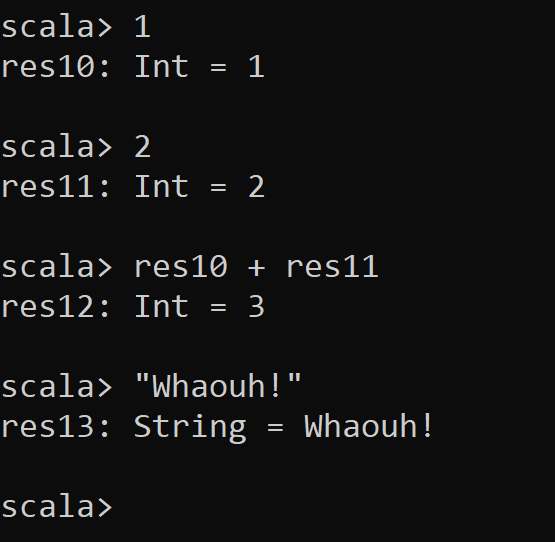 scala> 1
res10: Int = 1
scala> 2
res11: Int = 2
scala> res10 + res11
res12: Int = 3
scala> "Whaouh!"
res13: String = Whaouh!
scala>